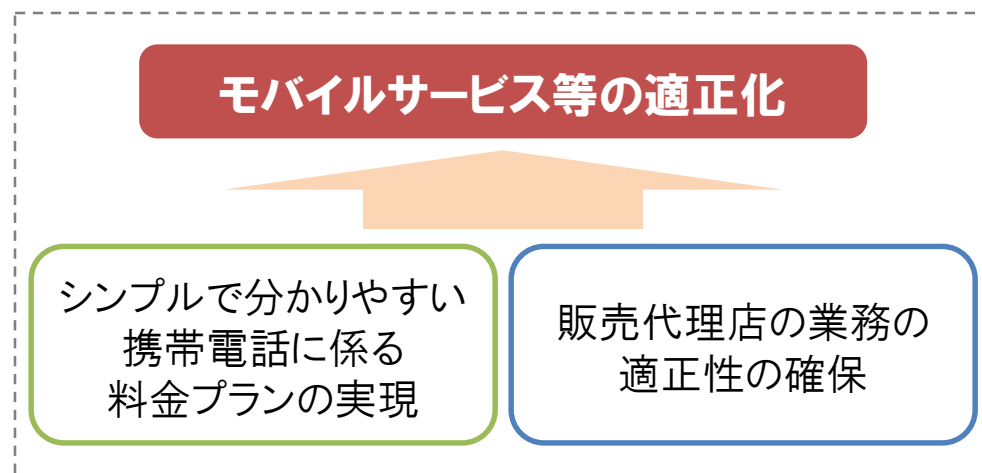 モバイルサービス等の適正化
シンプルで分かりやすい
携帯電話に係る
料金プランの実現
販売代理店の業務の
適正性の確保